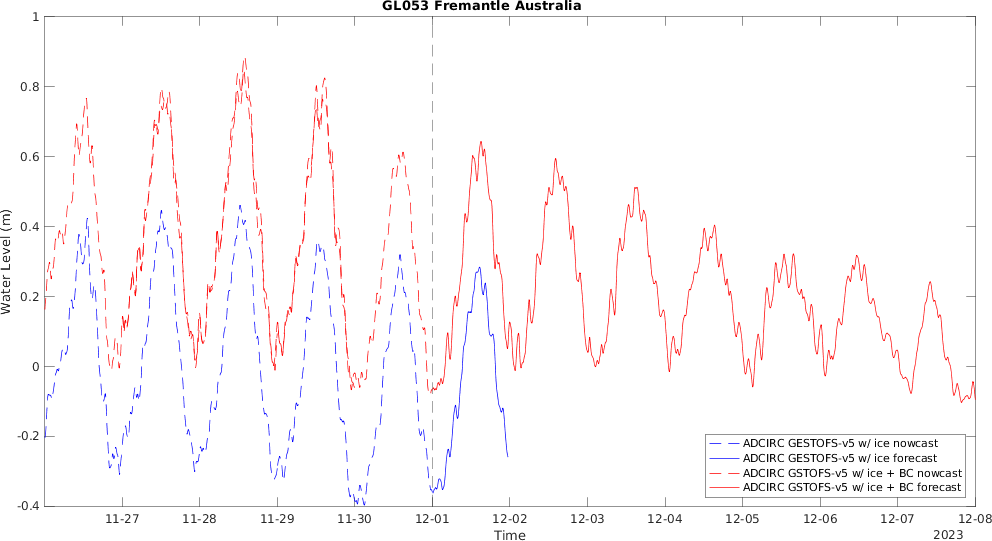 GL053 Fremantle Australia
1
0.8
0.6
0.4
0.2
0
-0.2
-0.4
Water Level (m)
ADCIRC GESTOFS-v5 w/ ice nowcast
ADCIRC GESTOFS-v5 w/ ice forecast
ADCIRC GSTOFS-v5 w/ ice + BC nowcast
ADCIRC GSTOFS-v5 w/ ice + BC forecast
11-27 11-28 11-29 11-30 12-01 12-02 12-03 12-04 12-05 12-06 12-07 12-08
Time
2023